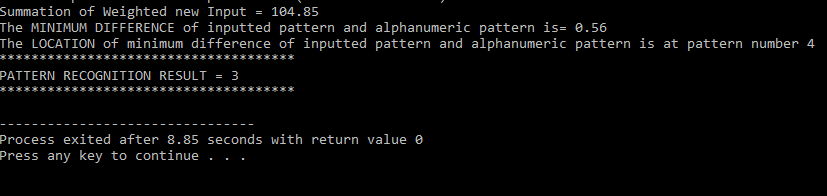 Summation of Weighted new Input = 104.85
The MINIMUM DIFFERENCE of inputted pattern and alphanumeric pattern is= 0.56
The LOCATION of minimum difference of inputted pattern and alphanumeric pattern is at pattern number 4
*************************************
PATTERN RECOGNITION RESULT = 3
*************************************
--------------------------------
Process exited after 8.85 seconds with return value 0
Press any key to continue . . .